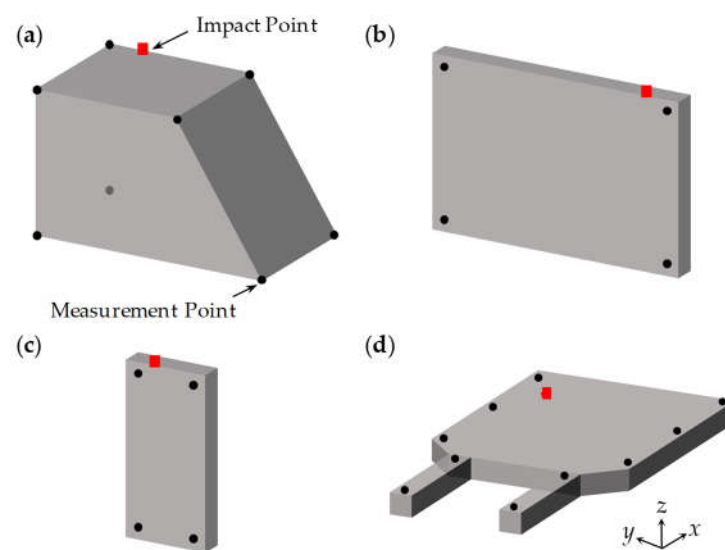 (a)
Impact Point
(b)
Measurement Point
(c)
(d)
z
y
x